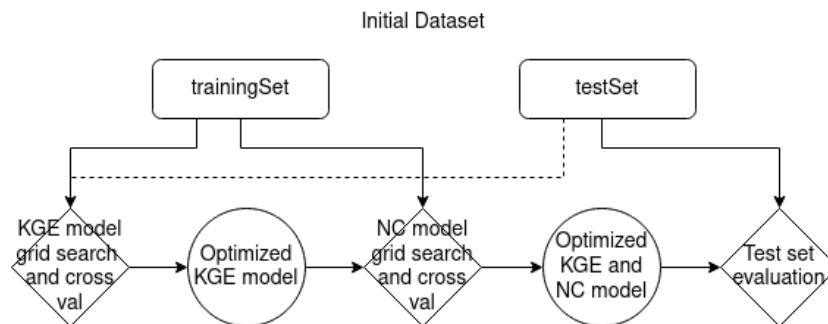 Initial Dataset
trainingSet
testSet
KGE model
grid search
and cross
val
Optimized
KGE model
NC model
grid search
and cross
val
Optimized
KGE and
NC model
Test set
evaluation